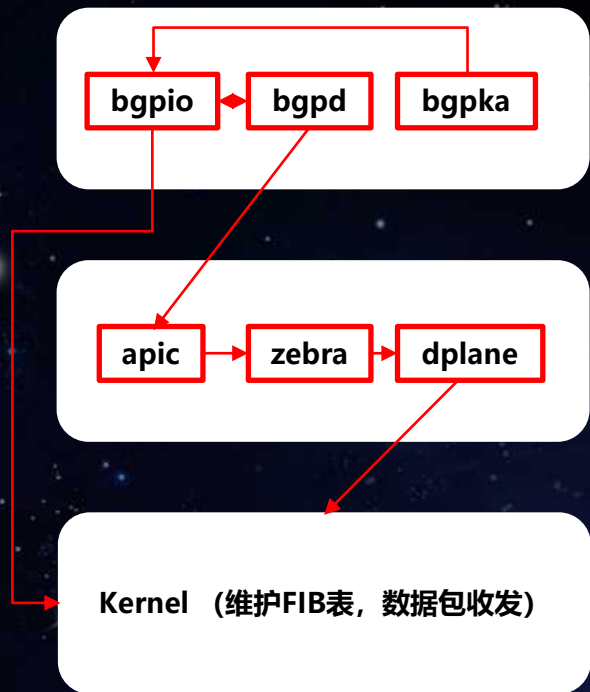 bgpio bgpd bgpka
apic zebra dplane
Kernel （维护FIB表，数据包收发）